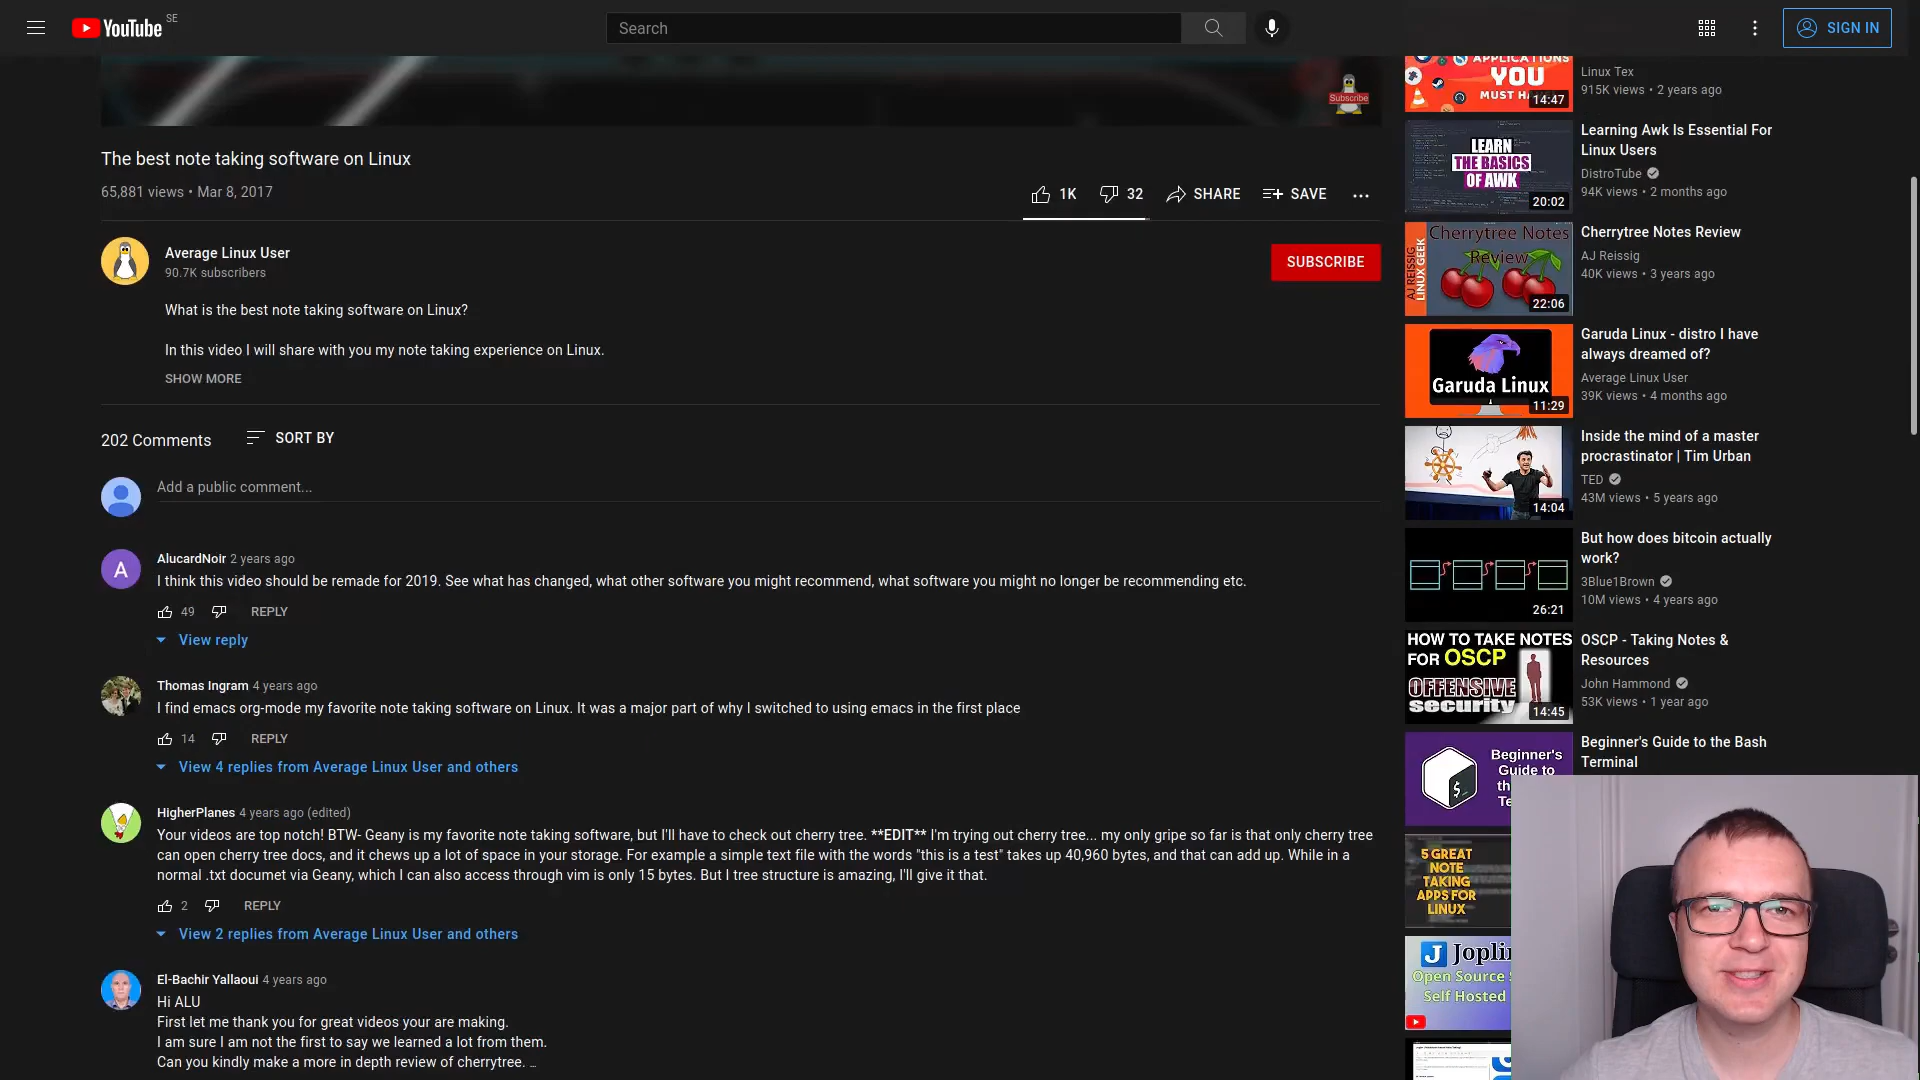 YouTube SE
Search
SIGN IN
Subscribe
The best note taking software on Linux
65,881 views • Mar 8, 2017
1K
32
SHARE
SAVE
Average Linux User
90.7K subscribers
SUBSCRIBE
What is the best note taking software on Linux?
In this video I will share with you my note taking experience on Linux.
SHOW MORE
202 Comments
SORT BY
Add a public comment...
A
AlucardNoir 2 years ago
I think this video should be remade for 2019. See what has changed, what other software you might recommend, what software you might no longer be recommending etc.
49
REPLY
View reply
Thomas Ingram 4 years ago
I find emacs org-mode my favorite note taking software on Linux. It was a major part of why I switched to using emacs in the first place
14
REPLY
View 4 replies from Average Linux User and others
HigherPlanes 4 years ago (edited)
Your videos are top notch! BTW- Geany is my favorite note taking software, but I'll have to check out cherry tree. **EDIT** I'm trying out cherry tree... my only gripe so far is that only cherry tree
can open cherry tree docs, and it chews up a lot of space in your storage. For example a simple text file with the words "this is a test" takes up 40,960 bytes, and that can add up. While in a
normal .txt documet via Geany, which I can also access through vim is only 15 bytes. But I tree structure is amazing, I'll give it that.
2
REPLY
View 2 replies from Average Linux User and others
El-Bachir Yallaoui 4 years ago
Hi ALU
First let me thank you for great videos your are making.
I am sure I am not the first to say we learned a lot from them.
Can you kindly make a more in depth review of cherrytree. ...
APPLICATIONS
YOU
MUST HA
14:47
Linux Tex
915K views • 2 years ago
LEARN
THE BASICS
OF AWK
20:02
Learning Awk Is Essential For
Linux Users
DistroTube
94K views • 2 months ago
AJ REISSIG
LINUX GEEK
Cherrytree Notes
Review
22:06
Cherrytree Notes Review
AJ Reissig
40K views • 3 years ago
Garuda Linux
11:29
Garuda Linux - distro I have
always dreamed of?
Average Linux User
39K views • 4 months ago
14:04
Inside the mind of a master
procrastinator | Tim Urban
TED
43M views • 5 years ago
26:21
But how does bitcoin actually
work?
3Blue1Brown
10M views • 4 years ago
HOW TO TAKE NOTES
FOR OSCP
OFFENSIVE
security
14:45
OSCP - Taking Notes &
Resources
John Hammond
53K views • 1 year ago
Beginner's
Guide to
th
Te
$_
Beginner's Guide to the Bash
Terminal
5 GREAT
NOTE
TAKING
APPS FOR
LINUX
J Joplin
Open Source
Self Hosted